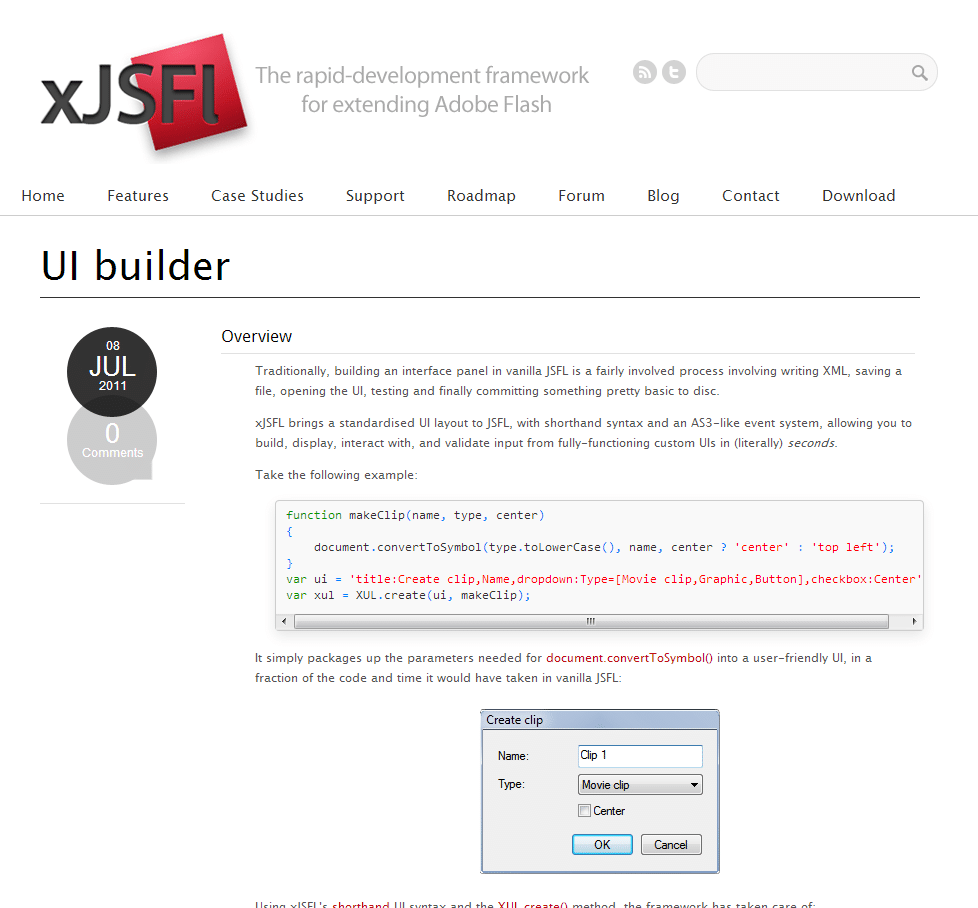 xJSFl
The rapid-development framework
for extending Adobe Flash
Home Features Case Studies Support Roadmap Forum Blog Contact Download
UI builder
08
JUL
2011
0
Comments
Overview
Traditionally, building an interface panel in vanilla JSFL is a fairly involved process involving writing XML, saving a
file, opening the UI, testing and finally committing something pretty basic to disc.
xJSFL brings a standardised UI layout to JSFL, with shorthand syntax and an AS3-like event system, allowing you to
build, display, interact with, and validate input from fully-functioning custom UIs in (literally) seconds.
Take the following example:
function makeClip(name, type, center)
{
document.convertToSymbol(type.toLowerCase(), name, center ? 'center' : 'top left');
}
var ui = 'title:Create clip,Name,dropdown:Type=[Movie clip,Graphic,Button],checkbox:Center'
var xul = XUL.create(ui, makeClip);
It simply packages up the parameters needed for document.convertToSymbol() into a user-friendly UI, in a
fraction of the code and time it would have taken in vanilla JSFL:
Create clip
Name: Clip 1
Type: Movie clip
Center
OK Cancel
Using xJSFL's shorthand UI syntax and the XUL.create() method, the framework has taken care of: